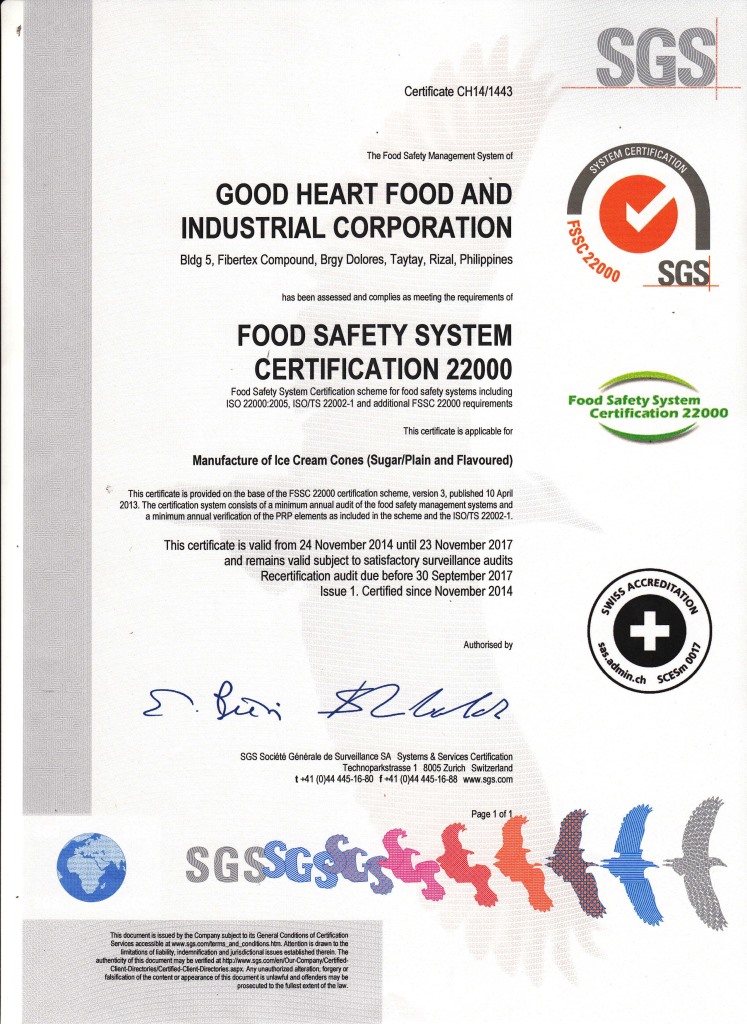 SGS
Certificate CH14/1443
The Food Safety Management System of
GOOD HEART FOOD AND
INDUSTRIAL CORPORATION
Bldg 5, Fibertex Compound, Brgy Dolores, Taytay, Rizal, Philippines
SYSTEM CERTIFICATION
FSSC 22000
SGS
has been assessed and complies as meeting the requirements of
FOOD SAFETY SYSTEM
CERTIFICATION 22000
Food Safety System Certification scheme for food safety systems including
ISO 22000:2005, ISO/TS 22002-1 and additional FSSC 22000 requirements
Food Safety System
Certification 22000
This certificate is applicable for
Manufacture of Ice Cream Cones (Sugar/Plain and Flavoured)
This certificate is provided on the base of the FSSC 22000 certification scheme, version 3, published 10 April
2013. The certification system consists of a minimum annual audit of the food safety management systems and
a minimum annual verification of the PRP elements as included in the scheme and the ISO/TS 22002-1.
This certificate is valid from 24 November 2014 until 23 November 2017
and remains valid subject to satisfactory surveillance audits
Recertification audit due before 30 September 2017
Issue 1. Certified since November 2014
SWISS ACCREDITATION
sas.admin.ch SCESm 0017
Authorised by
SGS Société Générale de Surveillance SA Systems & Services Certification
Technoparkstrasse 1 8005 Zurich Switzerland
t +41 (0)44 445-16-80 f +41 (0)44 445-16-88 www.sgs.com
Page 1 of 1
SGS SGS
This document is issued by the Company subject to its General Conditions of Certification
Services accessible at www.sgs.com/terms_and_conditions.htm. Attention is drawn to the
limitations of liability, indemnification and jurisdictional issues established therein. The
authenticity of this document may be verified at http://www.sgs.com/en/Our-Company/Certified-
Client-Directories/Certified-Client-Directories.aspx. Any unauthorized alteration, forgery or
falsification of the content or appearance of this document is unlawful and offenders may be
prosecuted to the fullest extent of the law.